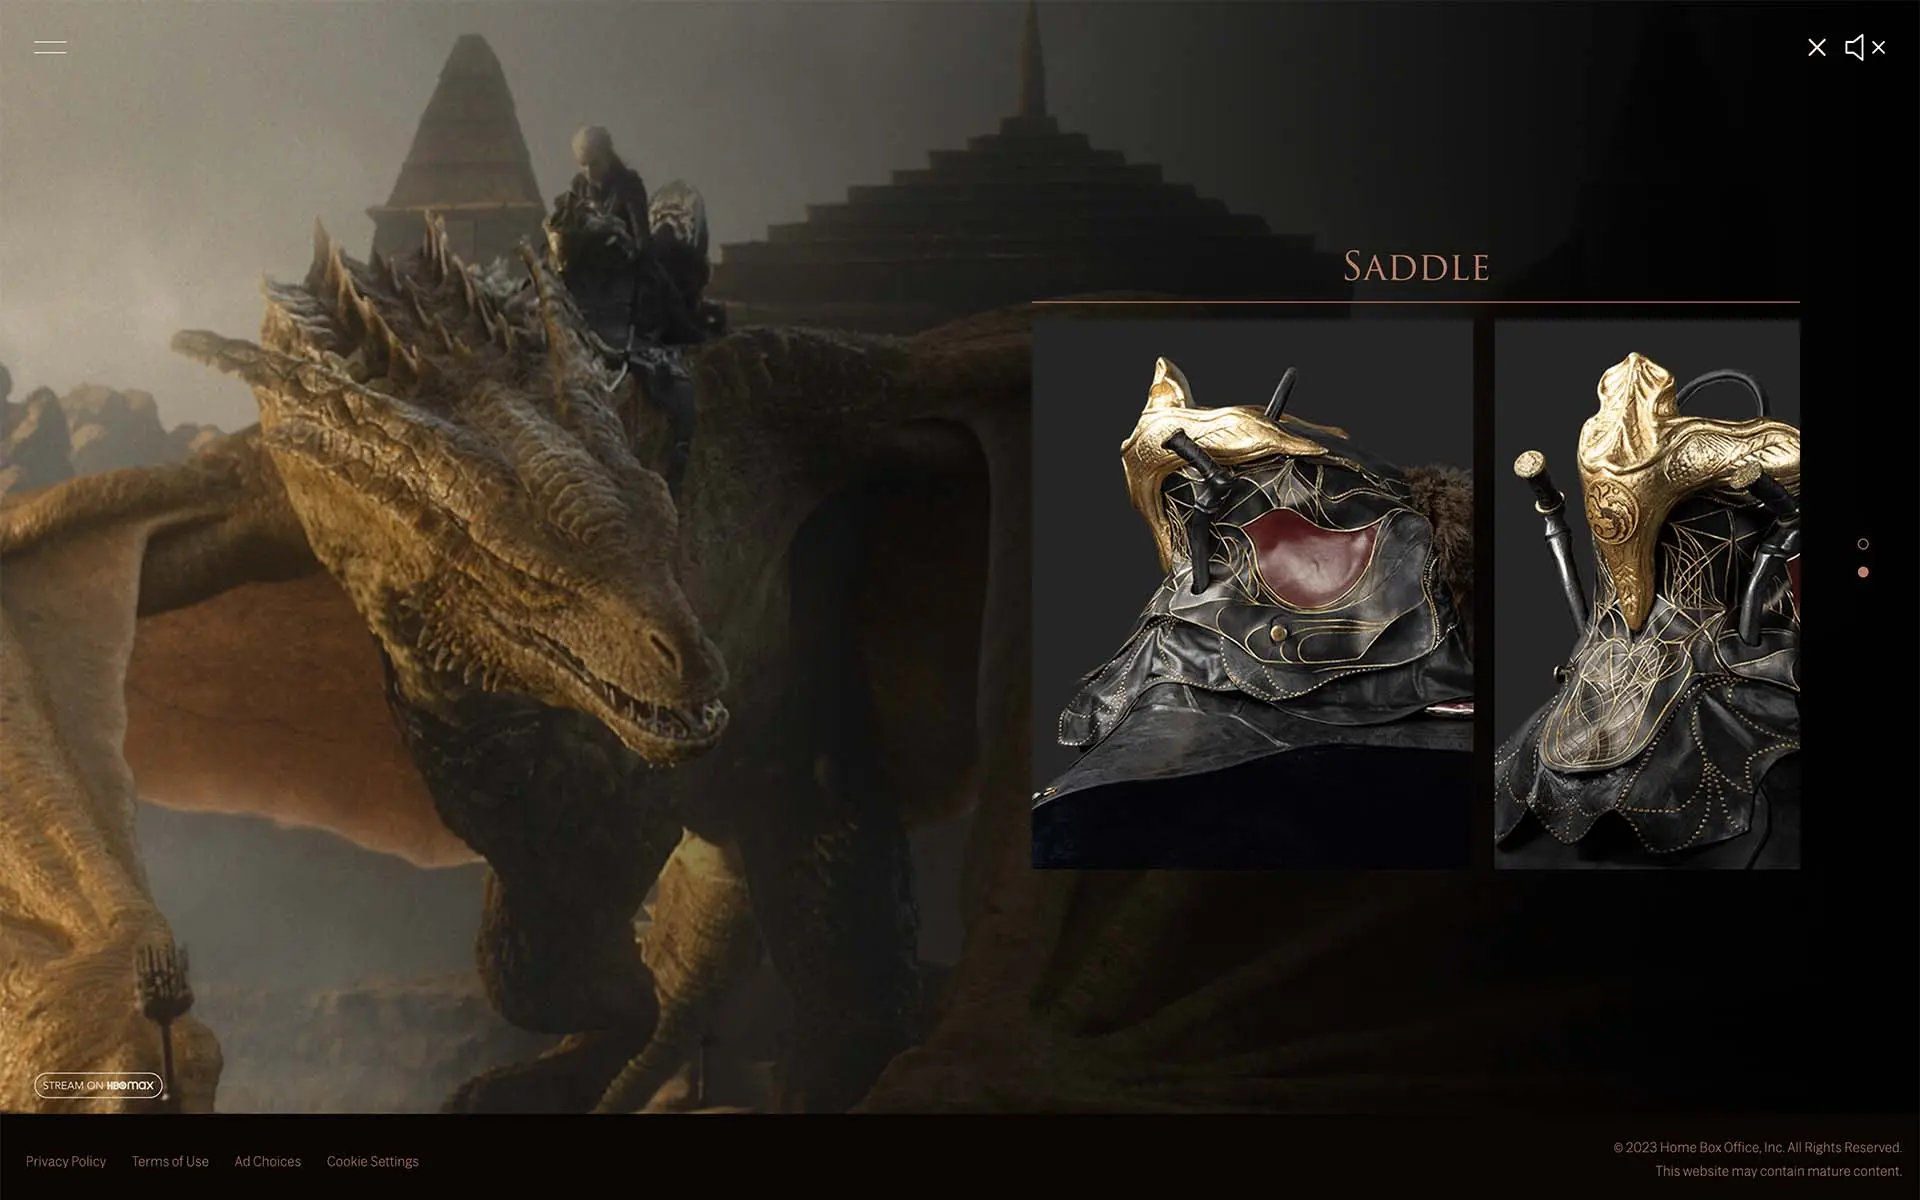 SADDLE
STREAM ON HBOmax
Privacy Policy Terms of Use Ad Choices Cookie Settings
© 2023 Home Box Office, Inc. All Rights Reserved.
This website may contain mature content.